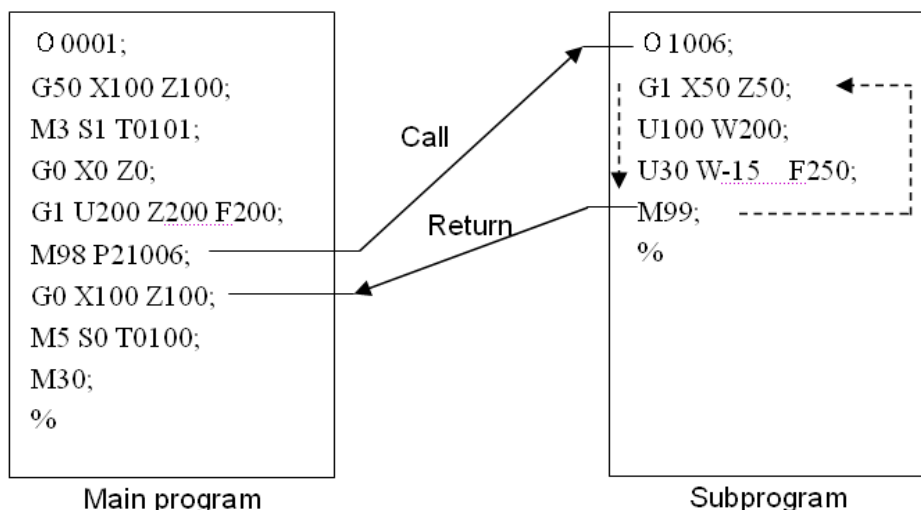 O 0001;
G50 X100 Z100;
M3 S1 T0101;
G0 X0 Z0;
G1 U200 Z200 F200;
M98 P21006;
G0 X100 Z100;
M5 S0 T0100;
M30;
%
Main program
Call
Return
O 1006;
G1 X50 Z50;
U100 W200;
U30 W-15 F250;
M99;
%
Subprogram